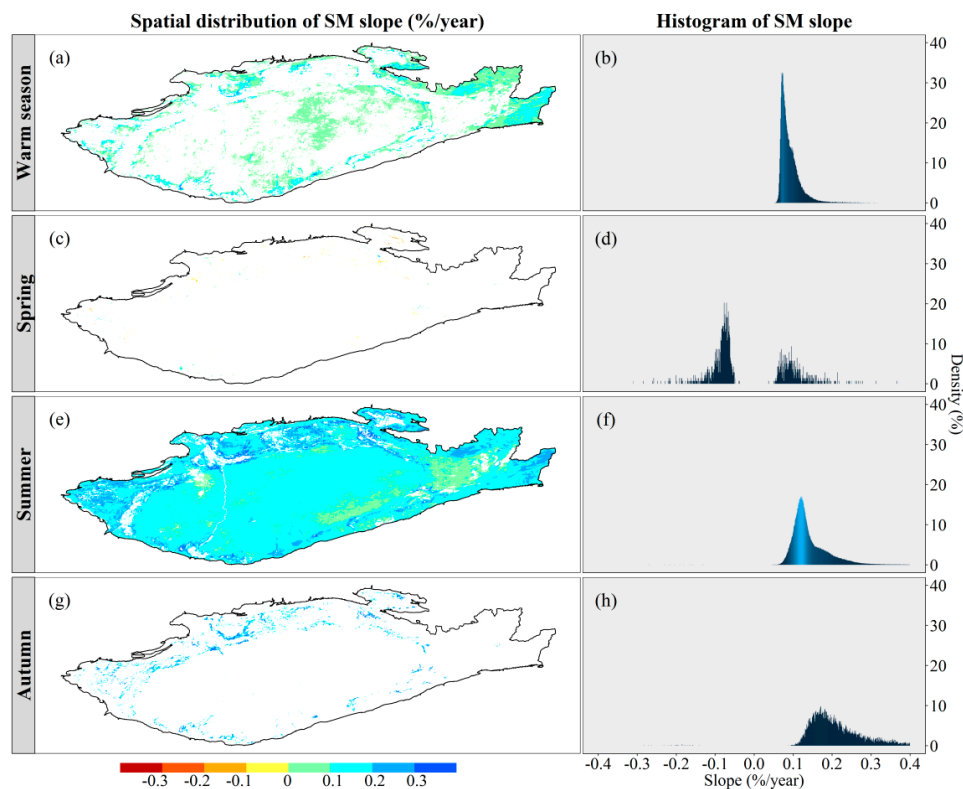 Spatial distribution of SM slope (%/year)
Histogram of SM slope
Warm season
(a)
(b)
40
30
20
10
0
Spring
(c)
(d)
40
30
20
10
0
Summer
(e)
(f)
40
30
20
10
0
Autumn
(g)
(h)
40
30
20
10
0
Density (%)
-0.4 -0.3 -0.2 -0.1 0.0 0.1 0.2 0.3 0.4
Slope (%/year)
-0.3 -0.2 -0.1 0 0.1 0.2 0.3